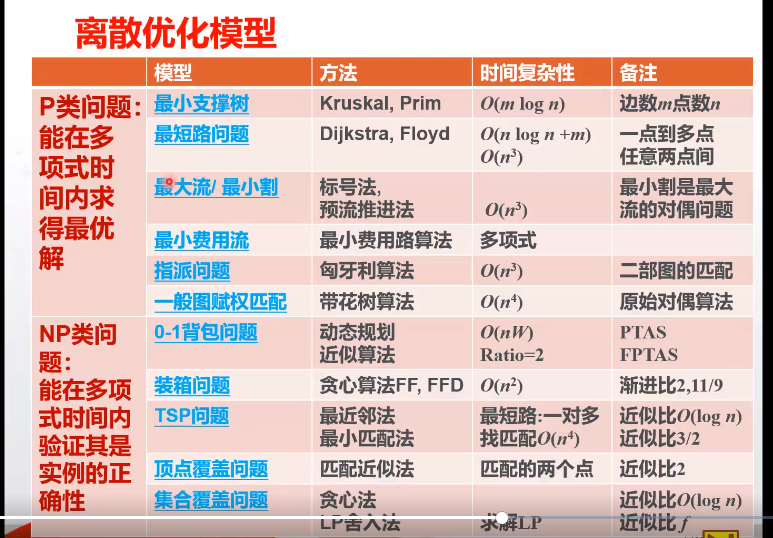 离散优化模型
模型 方法 时间复杂性 备注
P类问题：
能在多
项式时
间内求
得最优
解
最小支撑树 Kruskal, Prim O(m log n) 边数m点数n
最短路问题 Dijkstra, Floyd O(n log n +m) 一点到多点
O(n³) 任意两点间
最大流/ 最小割 标号法, 最小割是最大
预流推进法 O(n³) 流的对偶问题
最小费用流 最小费用路算法 多项式
指派问题 匈牙利算法 O(n³) 二部图的匹配
一般图赋权匹配 带花树算法 O(n⁴) 原始对偶算法
NP类问
题：
能在多项
式时间内
验证其是
实例的正
确性
0-1背包问题 动态规划 O(nW) PTAS
近似算法 Ratio=2 FPTAS
装箱问题 贪心算法FF, FFD O(n²) 渐进比2,11/9
TSP问题 最近邻法 最短路:一对多 近似比O(log n)
最小匹配法 找匹配O(n⁴) 近似比3/2
顶点覆盖问题 匹配近似法 匹配的两个点 近似比2
集合覆盖问题 贪心法 近似比O(log n)
LP舍入法 求解LP 近似比 f